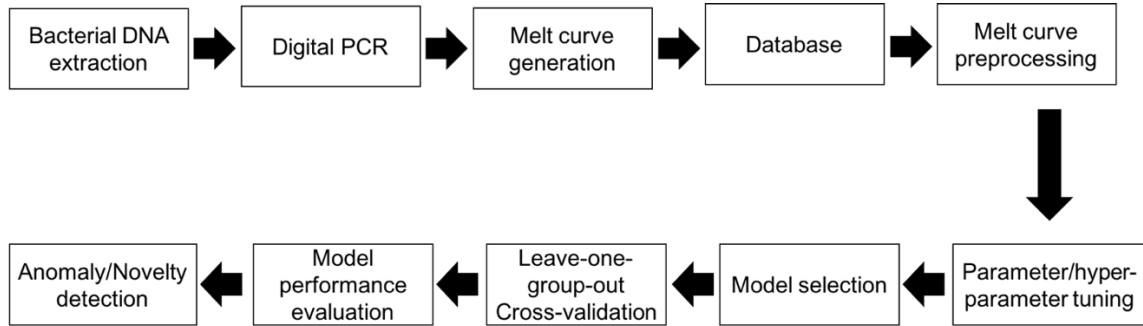 Bacterial DNA
extraction
Digital PCR
Melt curve
generation
Database
Melt curve
preprocessing
Anomaly/Novelty
detection
Model
performance
evaluation
Leave-one-
group-out
Cross-validation
Model selection
Parameter/hyper-
parameter tuning